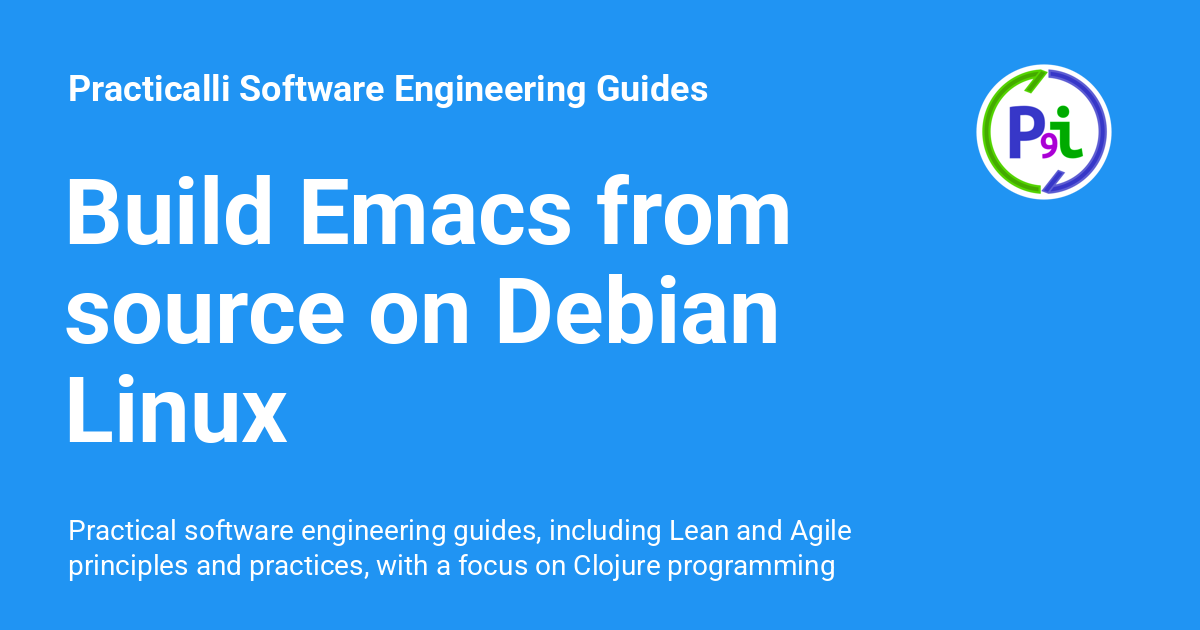 Practicalli Software Engineering Guides
P9i
Build Emacs from
source on Debian
Linux
Practical software engineering guides, including Lean and Agile
principles and practices, with a focus on Clojure programming